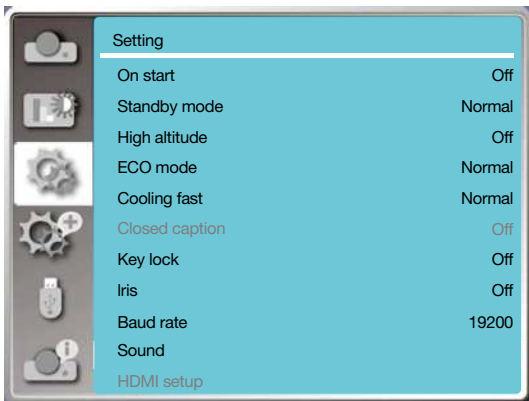 Setting
On start Off
Standby mode Normal
High altitude Off
ECO mode Normal
Cooling fast Normal
Closed caption Off
Key lock Off
Iris Off
Baud rate 19200
Sound
HDMI setup